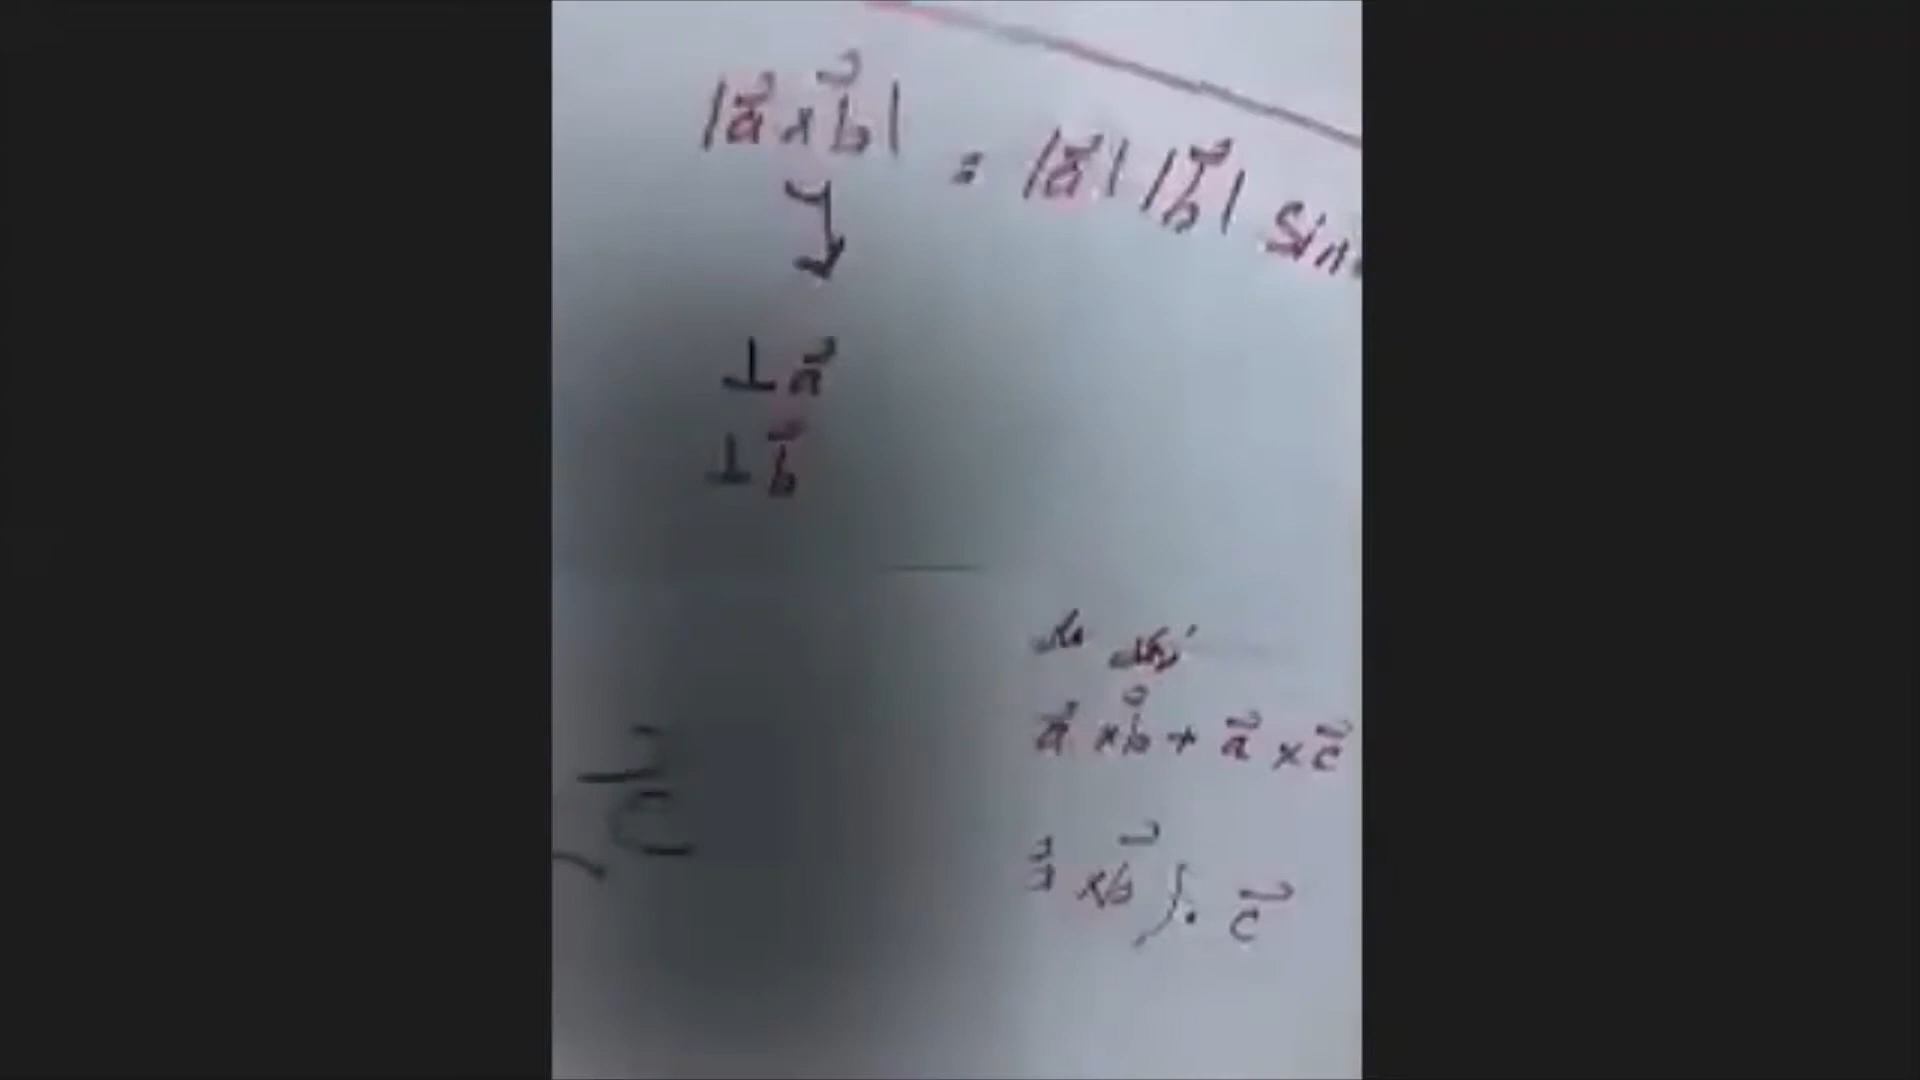 |a⃗ × b⃗| = |a⃗| |b⃗| sin
⊥ a⃗
⊥ b⃗
a⃗ × b⃗ + a⃗ × c⃗
a⃗ × b⃗ ) . c⃗
c⃗